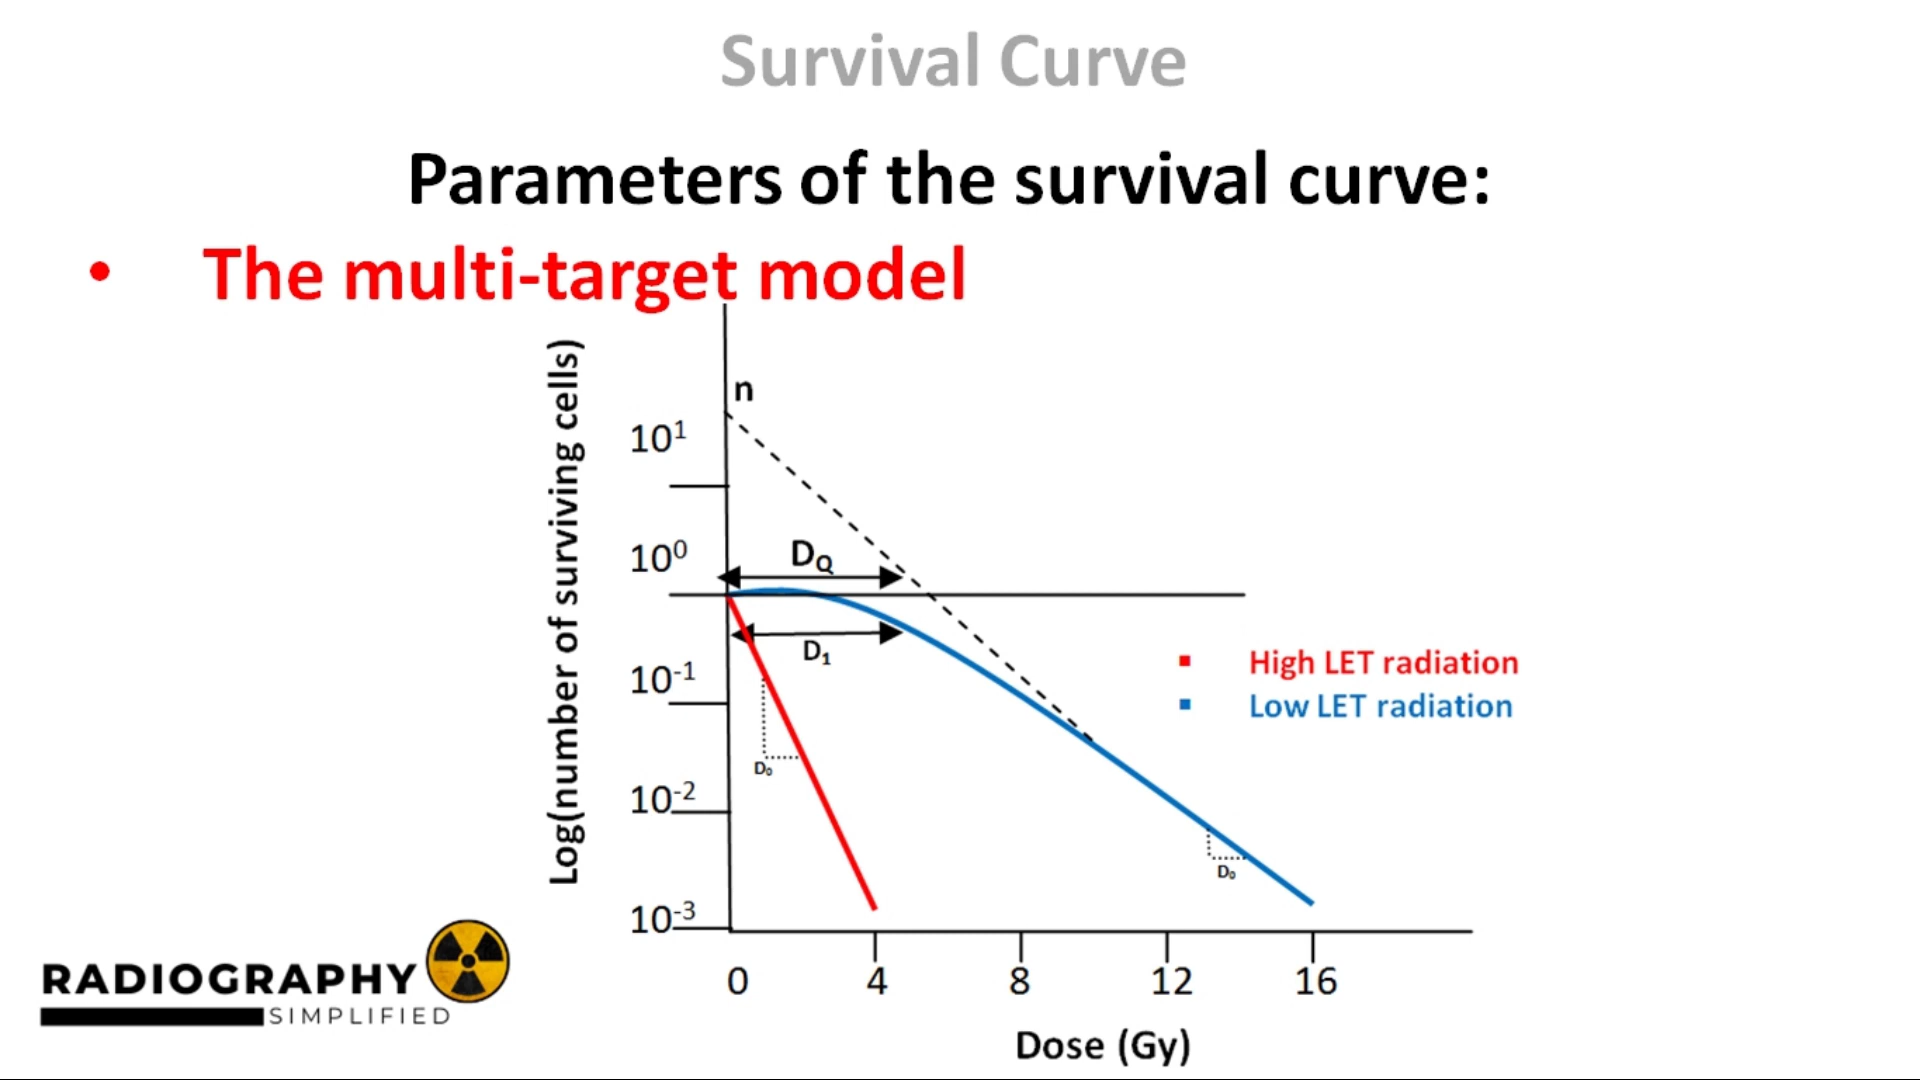 Survival Curve
Parameters of the survival curve:
• The multi-target model
Log(number of surviving cells)
n
10¹
10⁰
D_Q
D₁
10⁻¹
High LET radiation
Low LET radiation
D₀
10⁻²
D₀
10⁻³
0 4 8 12 16
Dose (Gy)
RADIOGRAPHY
SIMPLIFIED